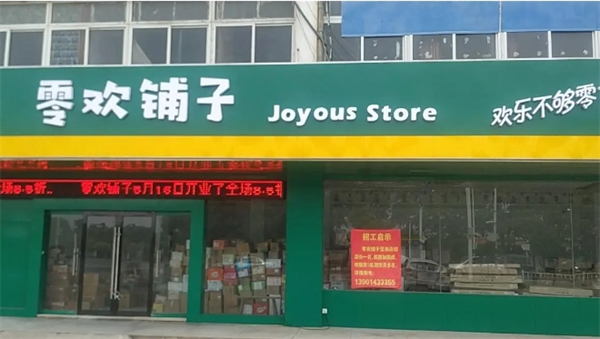 零欢铺子
Joyous Store
欢乐不够零
全场8.5折..
零欢铺子5月16日开业了全场8.5折
招工启示
13901433355